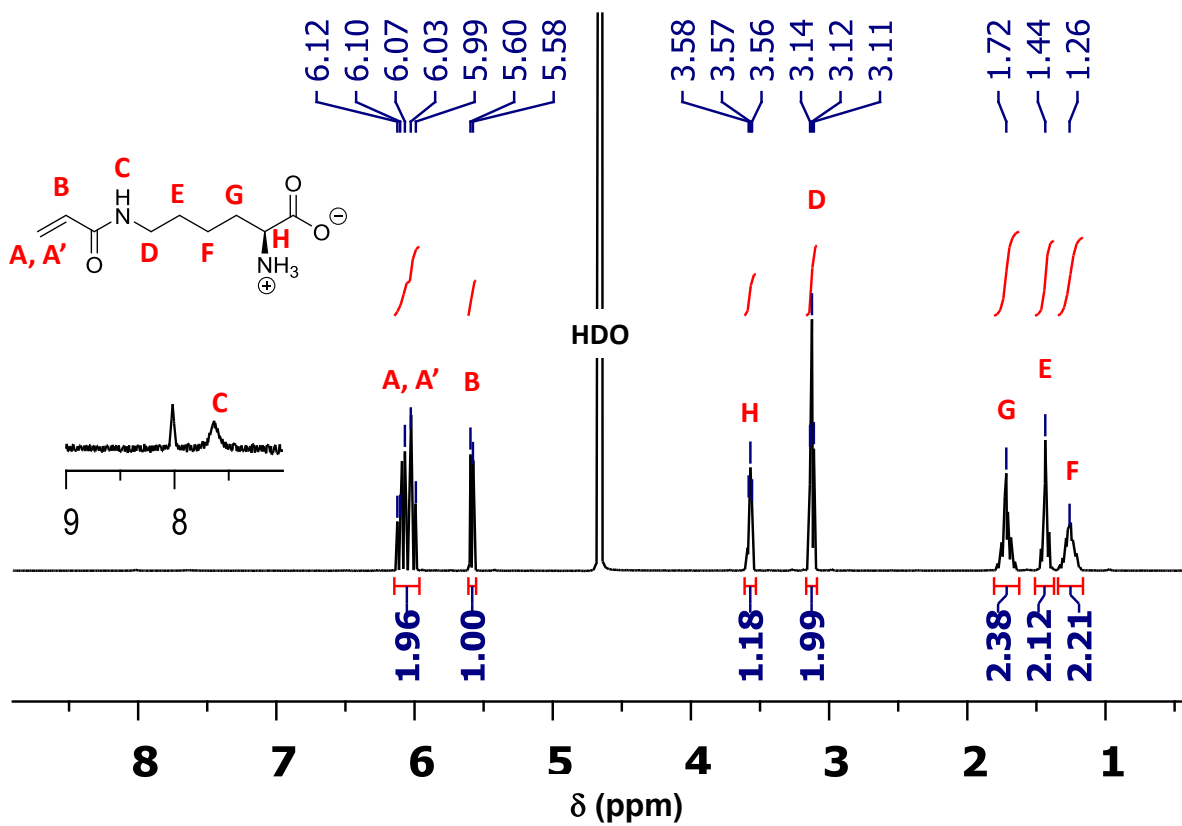 6.12 6.10 6.07 6.03 5.99 5.60 5.58 3.58 3.57 3.56 3.14 3.12 3.11 1.72 1.44 1.26
C
H
N
B
E
G
O
O
⊖
A, A’
O
D
F
H
NH3
⊕
D
HDO
A, A’
B
H
G
E
F
C
9 8
1.96 1.00 1.18 1.99 2.38 2.12 2.21
8 7 6 5 4 3 2 1
δ (ppm)